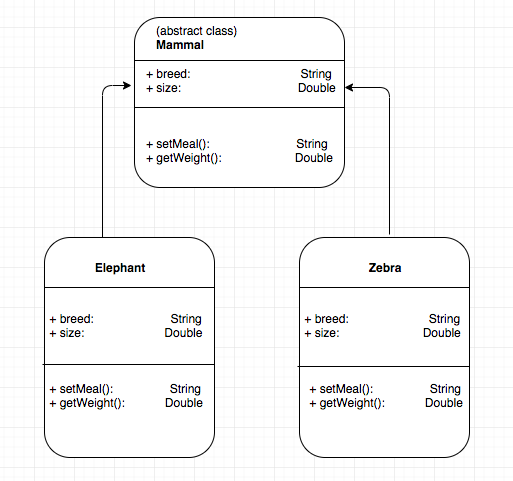 (abstract class)
Mammal
+ breed: String
+ size: Double
+ setMeal(): String
+ getWeight(): Double
Elephant
+ breed: String
+ size: Double
+ setMeal(): String
+ getWeight(): Double
Zebra
+ breed: String
+ size: Double
+ setMeal(): String
+ getWeight(): Double